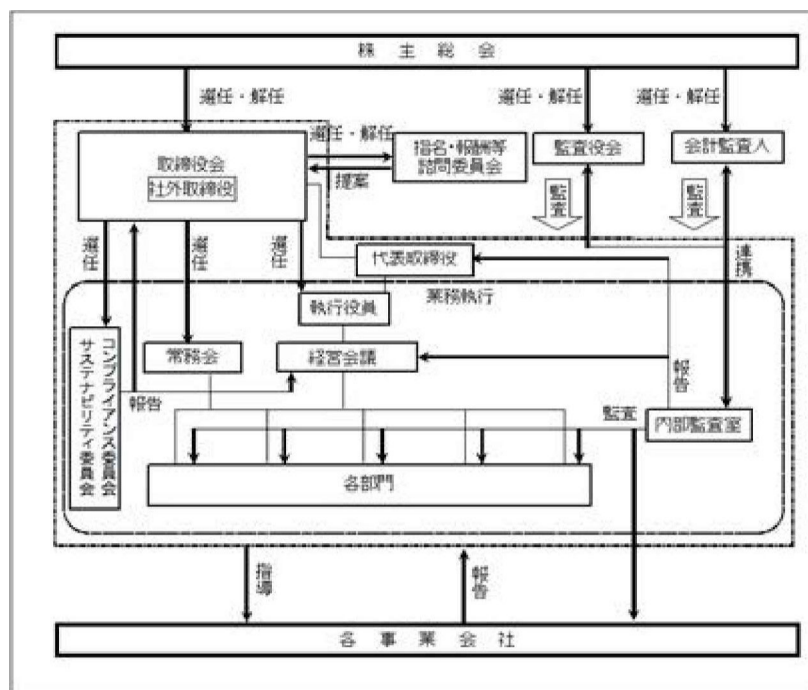 株主総会
選任・解任
選任・解任
選任・解任
取締役会
社外取締役
選任・解任
提案
指名・報酬等
諮問委員会
監査役会
会計監査人
監査
監査
選任
選任
選任
代表取締役
連携
執行役員
業務執行
コンプライアンス委員会
サステナビリティ委員会
常務会
経営会議
報告
報告
監査
内部監査室
各部門
指導
報告
各事業会社